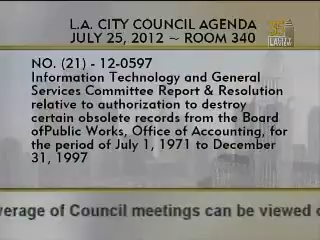 L.A. CITY COUNCIL AGENDA
JULY 25, 2012 ~ ROOM 340
35
NO. (21) - 12-0597
Information Technology and General
Services Committee Report & Resolution
relative to authorization to destroy
certain obsolete records from the Board
ofPublic Works, Office of Accounting, for
the period of July 1, 1971 to December
31, 1997
verage of Council meetings can be viewed